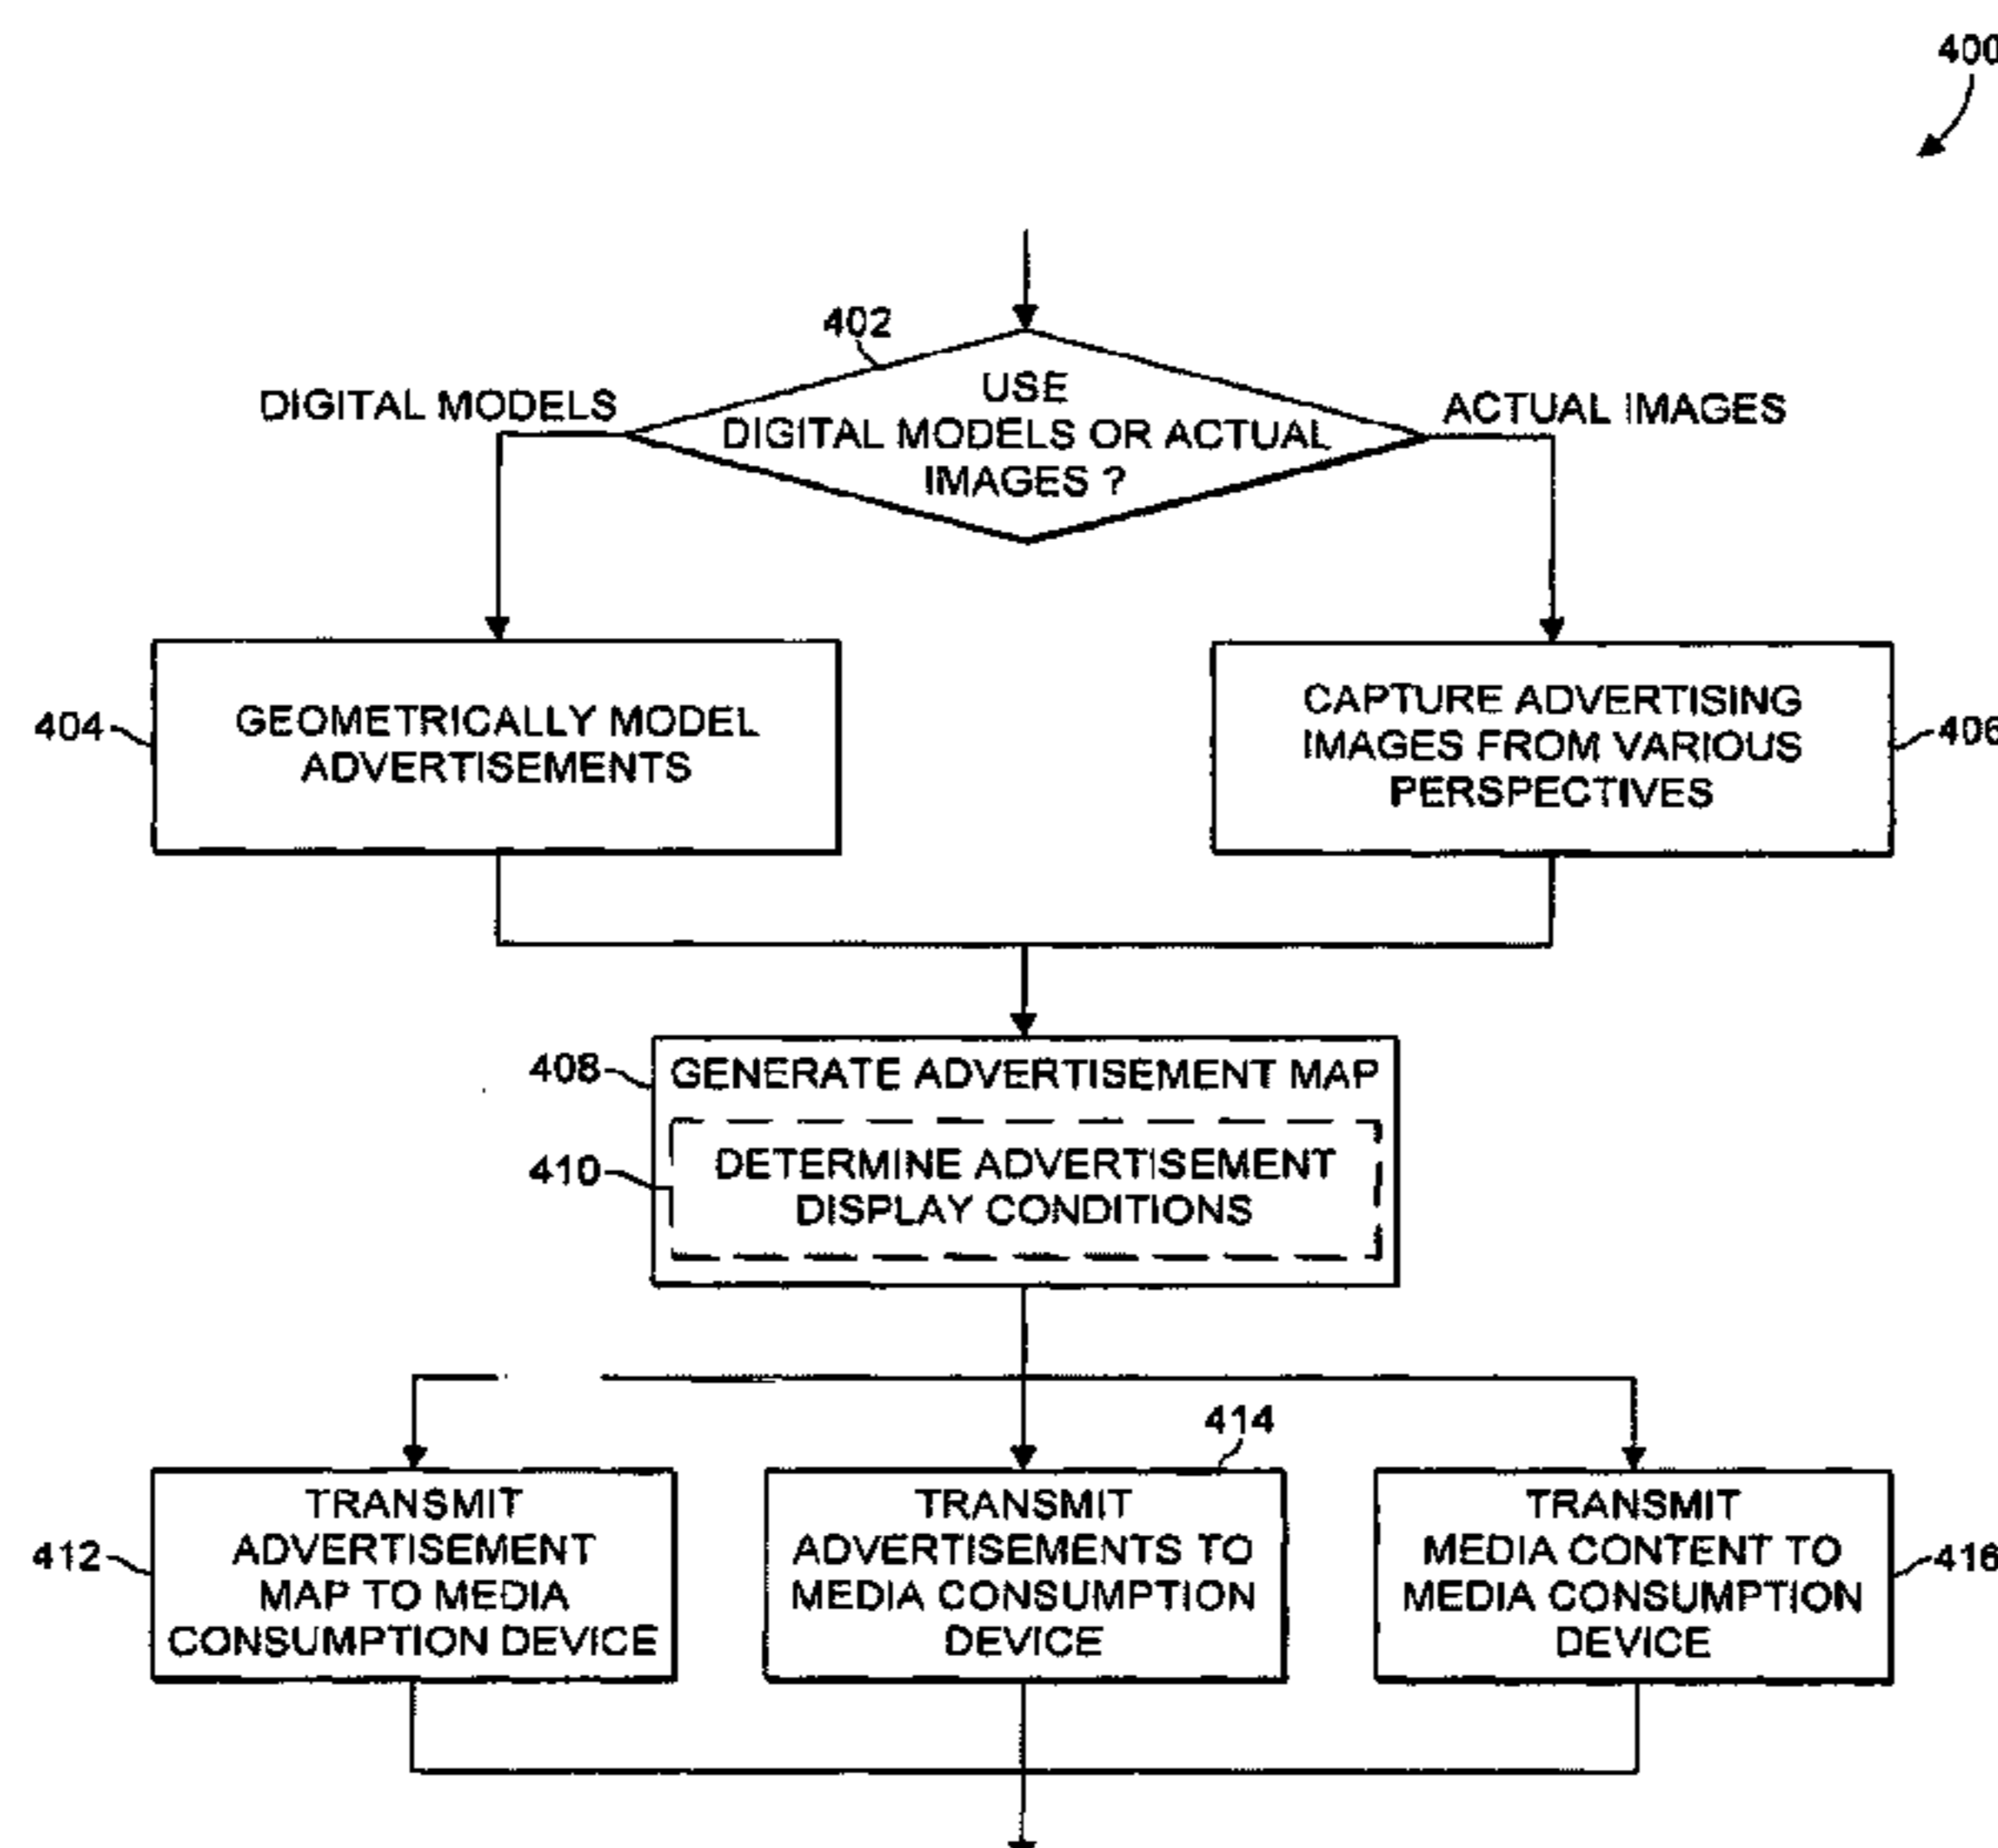 400
402
USE
DIGITAL MODELS OR ACTUAL
IMAGES ?
DIGITAL MODELS
ACTUAL IMAGES
404
GEOMETRICALLY MODEL
ADVERTISEMENTS
CAPTURE ADVERTISING
IMAGES FROM VARIOUS
PERSPECTIVES
406
408
GENERATE ADVERTISEMENT MAP
410
DETERMINE ADVERTISEMENT
DISPLAY CONDITIONS
412
TRANSMIT
ADVERTISEMENT
MAP TO MEDIA
CONSUMPTION DEVICE
414
TRANSMIT
ADVERTISEMENTS TO
MEDIA CONSUMPTION
DEVICE
TRANSMIT
MEDIA CONTENT TO
MEDIA CONSUMPTION
DEVICE
416